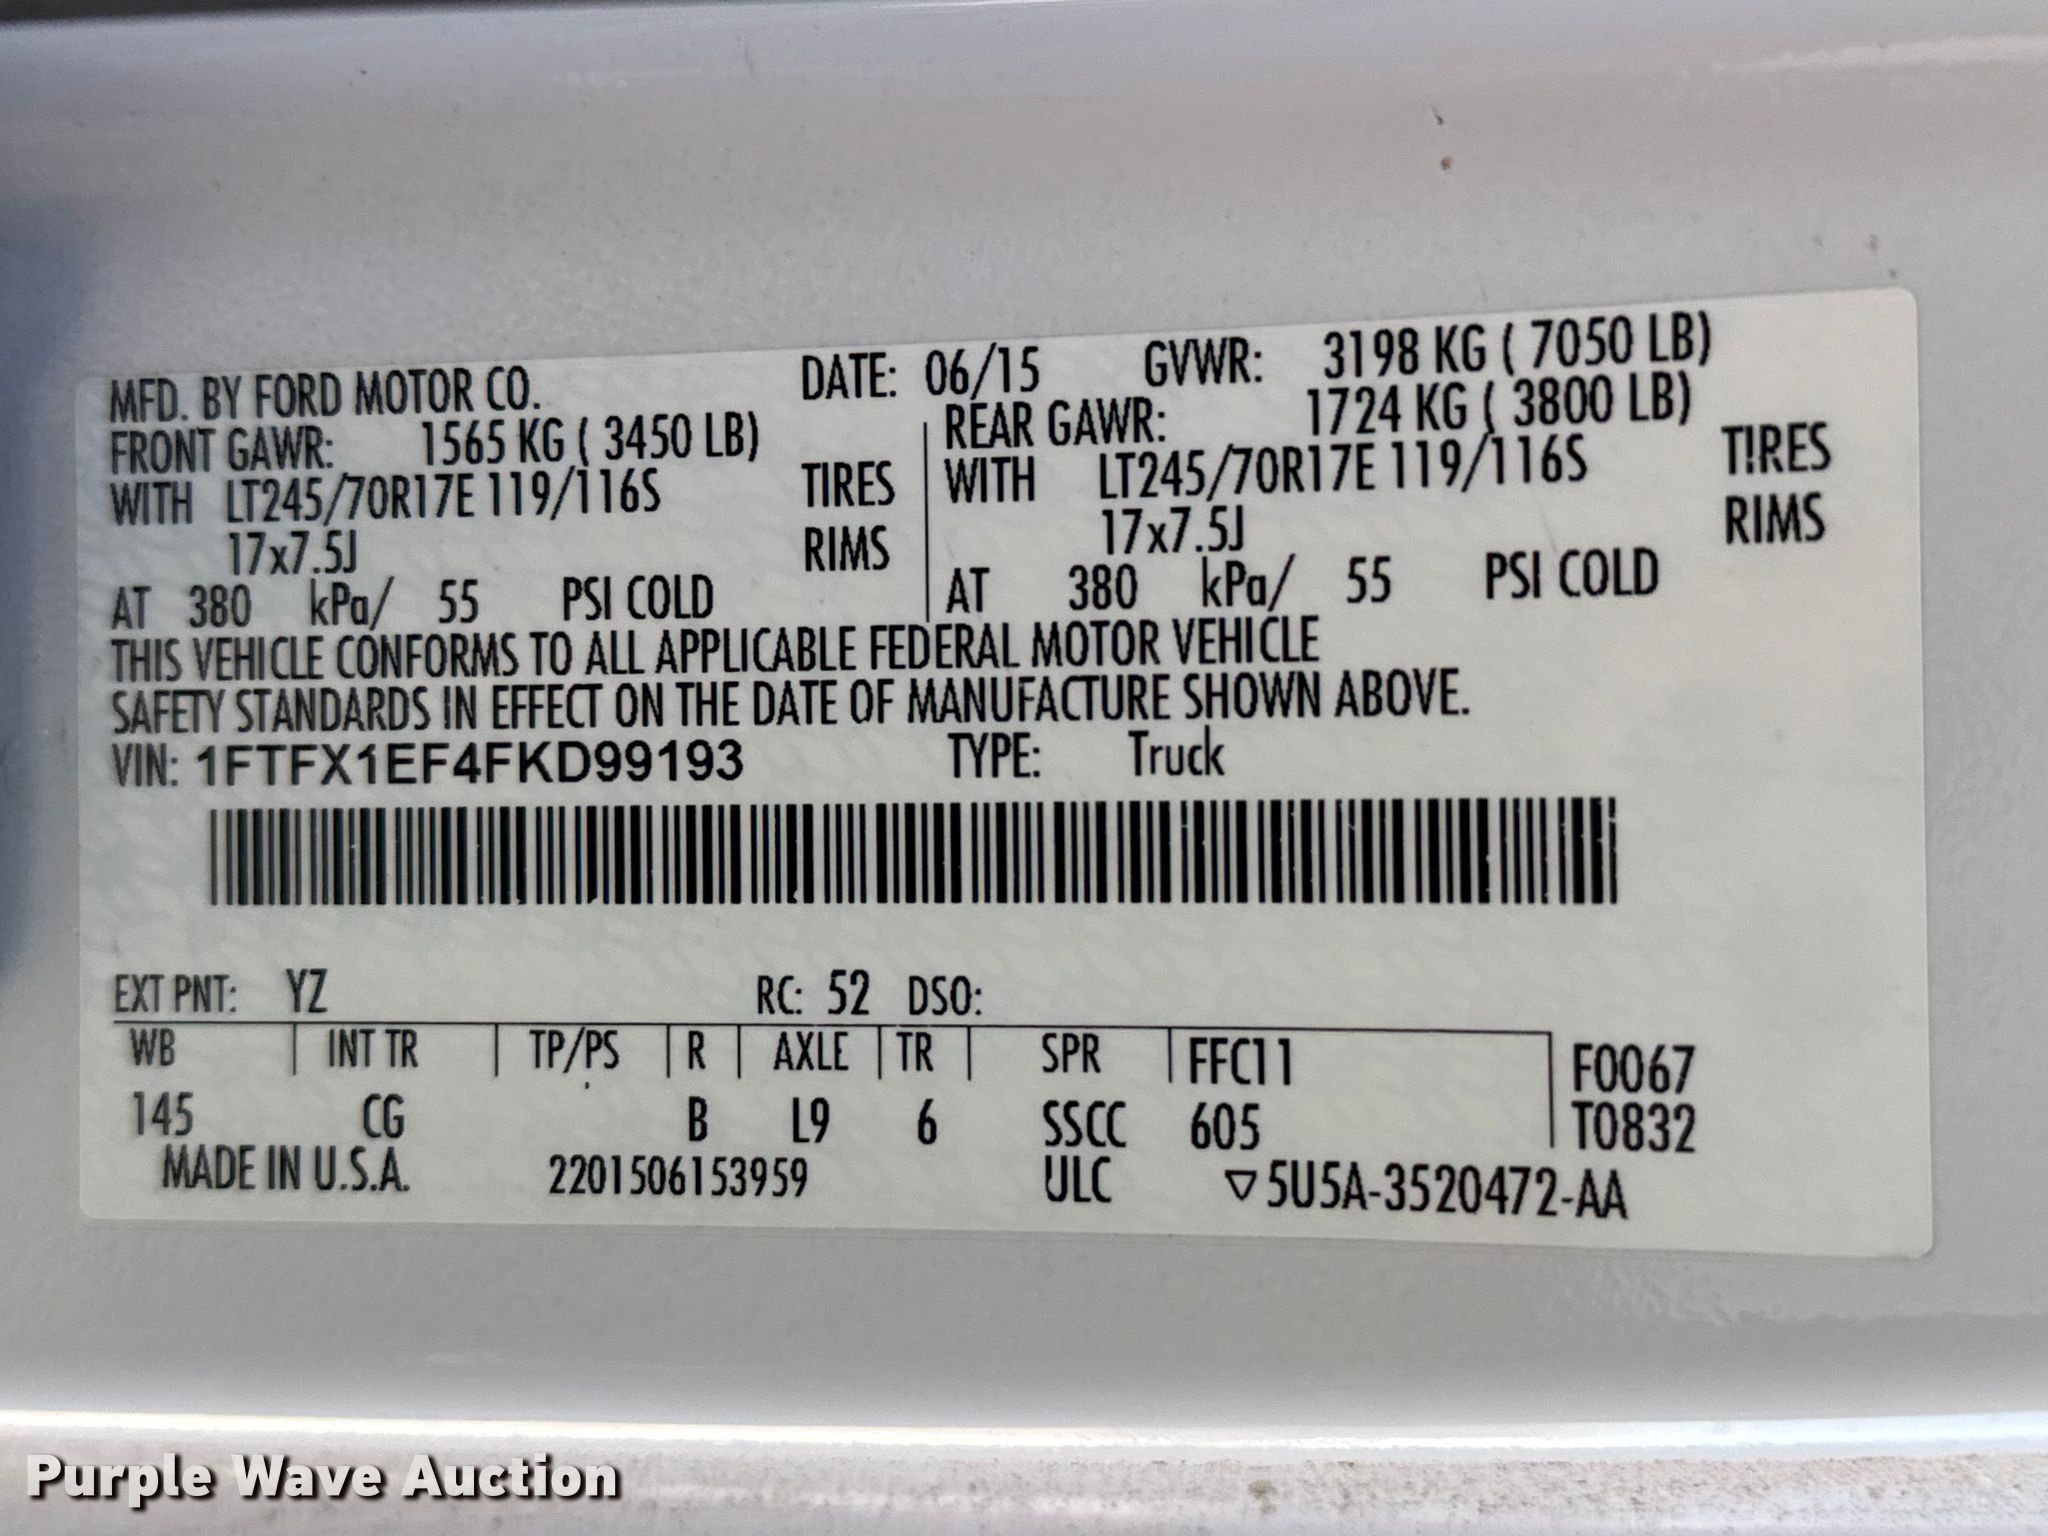 MFD. BY FORD MOTOR CO. DATE: 06/15 GVWR: 3198 KG ( 7050 LB)
FRONT GAWR: 1565 KG ( 3450 LB) REAR GAWR: 1724 KG ( 3800 LB)
WITH LT245/70R17E 119/116S TIRES WITH LT245/70R17E 119/116S TIRES
17x7.5J RIMS 17x7.5J RIMS
AT 380 kPa/ 55 PSI COLD AT 380 kPa/ 55 PSI COLD
THIS VEHICLE CONFORMS TO ALL APPLICABLE FEDERAL MOTOR VEHICLE
SAFETY STANDARDS IN EFFECT ON THE DATE OF MANUFACTURE SHOWN ABOVE.
VIN: 1FTFX1EF4FKD99193 TYPE: Truck
EXT PNT: YZ RC: 52 DSO:
WB INT TR TP/PS R AXLE TR SPR FFC11 F0067
145 CG B L9 6 SSCC 605 T0832
MADE IN U.S.A. 2201506153959 ULC ▽5U5A-3520472-AA
Purple Wave Auction